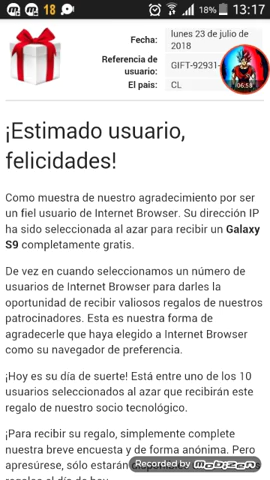 18 18% 13:17
Fecha: lunes 23 de julio de
2018
Referencia de
usuario: GIFT-92931-
06:58
El pais: CL
¡Estimado usuario,
felicidades!
Como muestra de nuestro agradecimiento por ser
un fiel usuario de Internet Browser. Su dirección IP
ha sido seleccionada al azar para recibir un Galaxy
S9 completamente gratis.
De vez en cuando seleccionamos un número de
usuarios de Internet Browser para darles la
oportunidad de recibir valiosos regalos de nuestros
patrocinadores. Esta es nuestra forma de
agradecerle que haya elegido a Internet Browser
como su navegador de preferencia.
¡Hoy es su día de suerte! Está entre uno de los 10
usuarios seleccionados al azar que recibirán este
regalo de nuestro socio tecnológico.
¡Para recibir su regalo, simplemente complete
nuestra breve encuesta y de forma anónima. Pero
apresúrese, sólo estarán
Recorded by mobizen